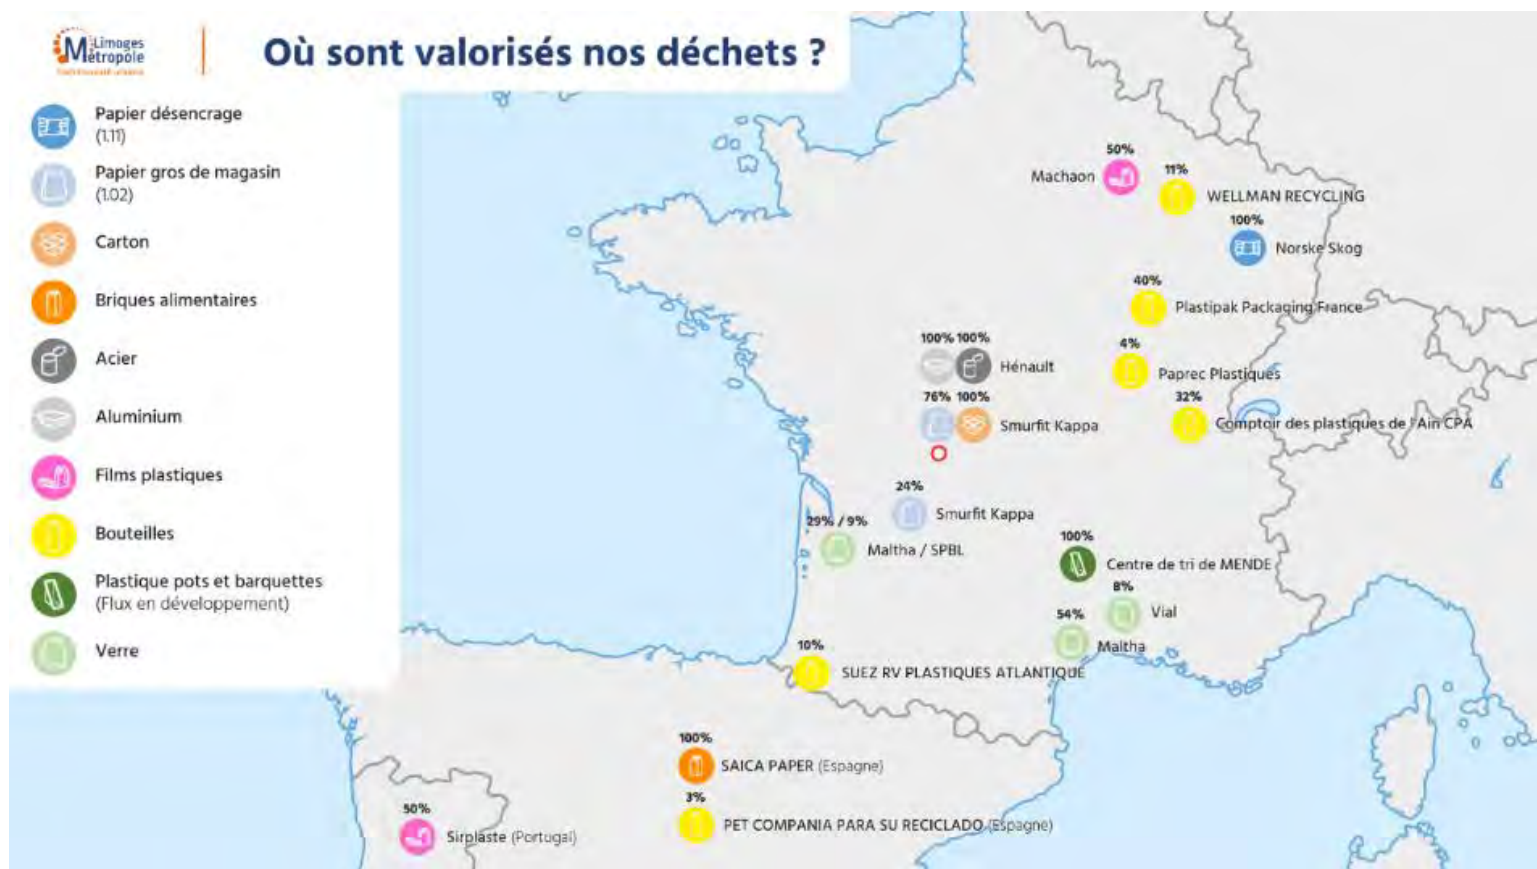 Limoges
Métropole
Où sont valorisés nos déchets ?
Papier désencrage
(1.11)
Papier gros de magasin
(1.02)
Carton
Briques alimentaires
Acier
Aluminium
Films plastiques
Bouteilles
Plastique pots et barquettes
(Flux en développement)
Verre
50%
Machaon
11%
WELLMAN RECYCLING
100%
Norske Skog
40%
Plastipak Packaging France
100% 100%
Hénault
4%
Paprec Plastiques
76% 100%
Smurfit Kappa
32%
Comptoir des plastiques de l'Ain CPA
24%
Smurfit Kappa
29% / 9%
Maltha / SPBL
100%
Centre de tri de MENDE
8%
Vial
54%
Maltha
10%
SUEZ RV PLASTIQUES ATLANTIQUE
100%
SAICA PAPER (Espagne)
3%
PET COMPANIA PARA SU RECICLADO (Espagne)
50%
Sirplaste (Portugal)